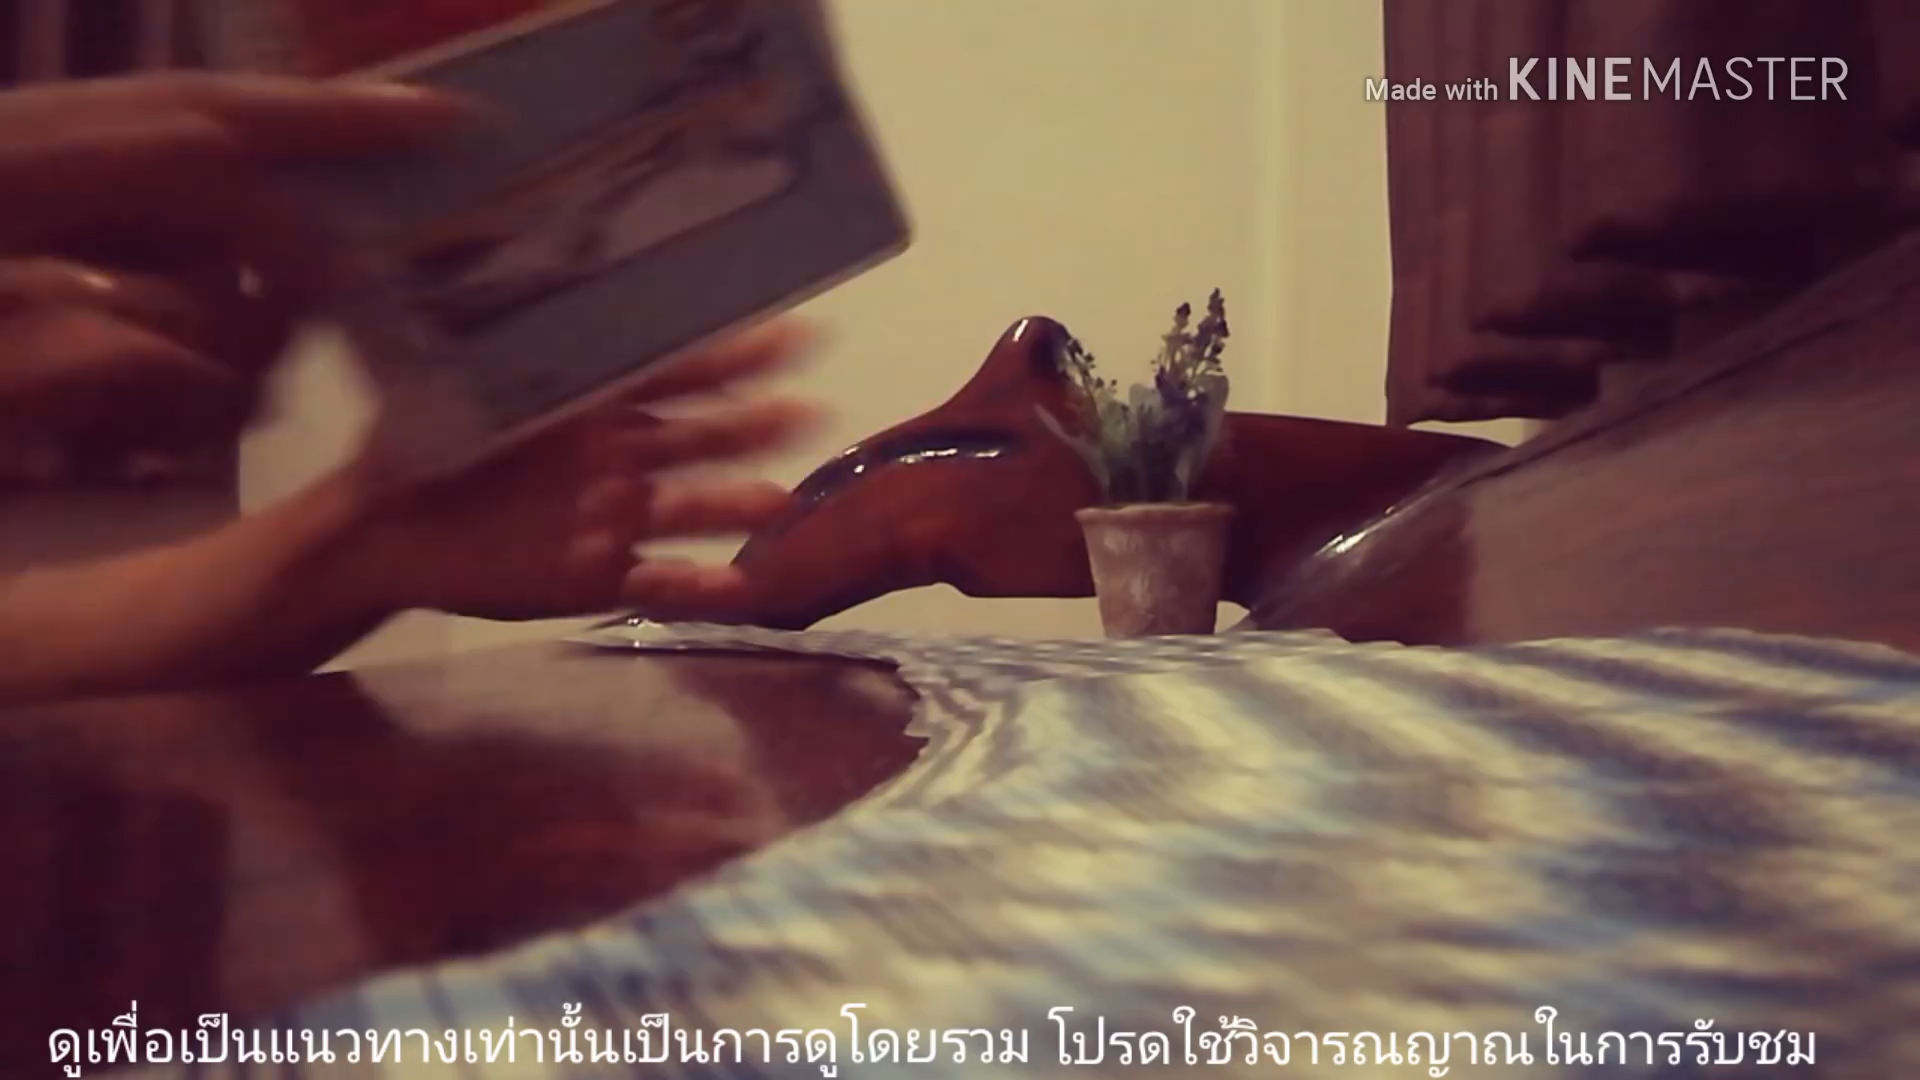 Made with KINEMASTER
ดูเพื่อเป็นแนวทางเท่านั้นเป็นการดูโดยรวม โปรดใช้วิจารณญาณในการรับชม